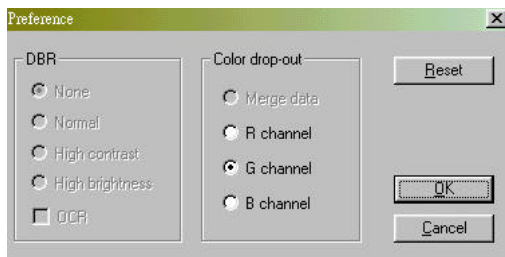 Preference
DBR
None
Normal
High contrast
High brightness
OCR
Color drop-out
Merge data
R channel
G channel
B channel
Reset
OK
Cancel